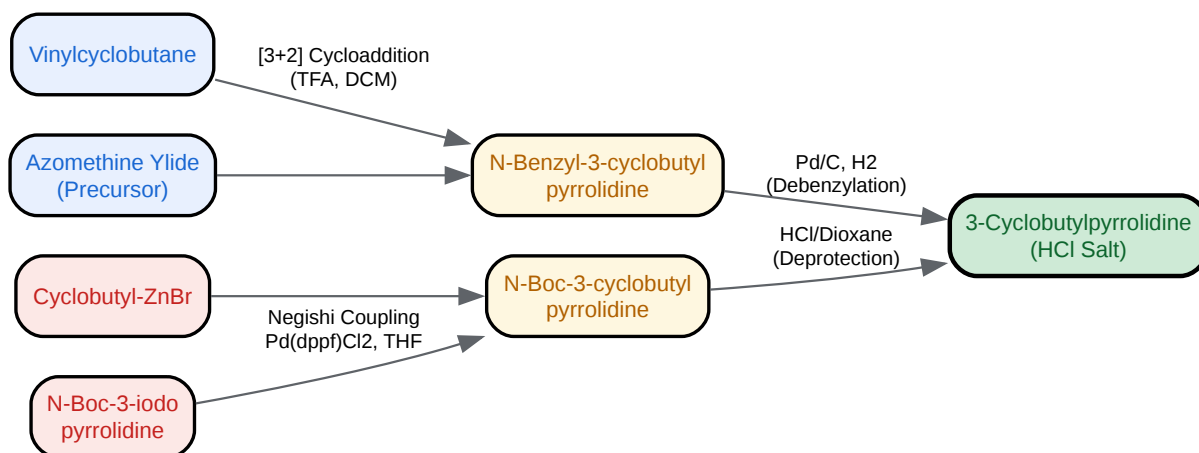 Vinylcyclobutane
[3+2] Cycloaddition
(TFA, DCM)
Azomethine Ylide
(Precursor)
N-Benzyl-3-cyclobutyl
pyrrolidine
Pd/C, H2
(Debenzylation)
3-Cyclobutylpyrrolidine
(HCl Salt)
HCl/Dioxane
(Deprotection)
Cyclobutyl-ZnBr
N-Boc-3-cyclobutyl
pyrrolidine
Negishi Coupling
Pd(dppf)Cl2, THF
N-Boc-3-iodo
pyrrolidine